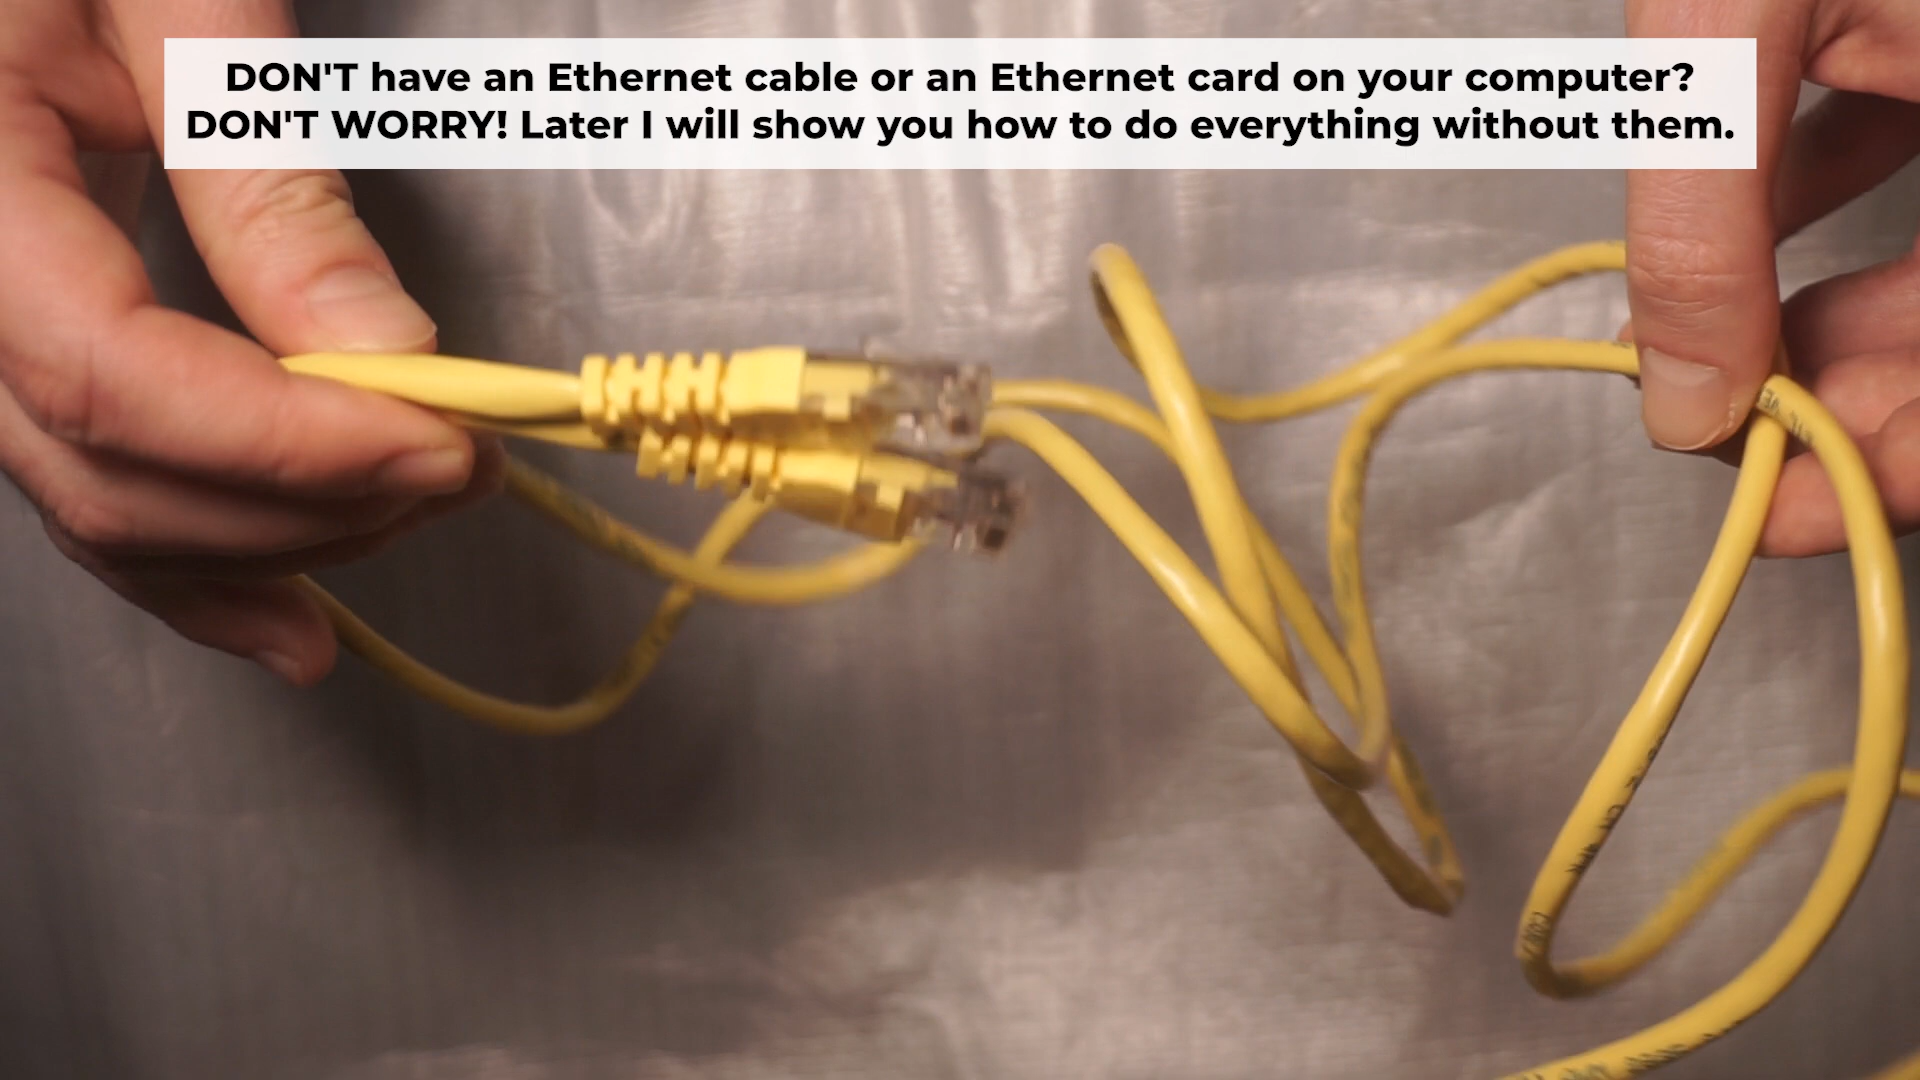 DON'T have an Ethernet cable or an Ethernet card on your computer?
DON'T WORRY! Later I will show you how to do everything without them.